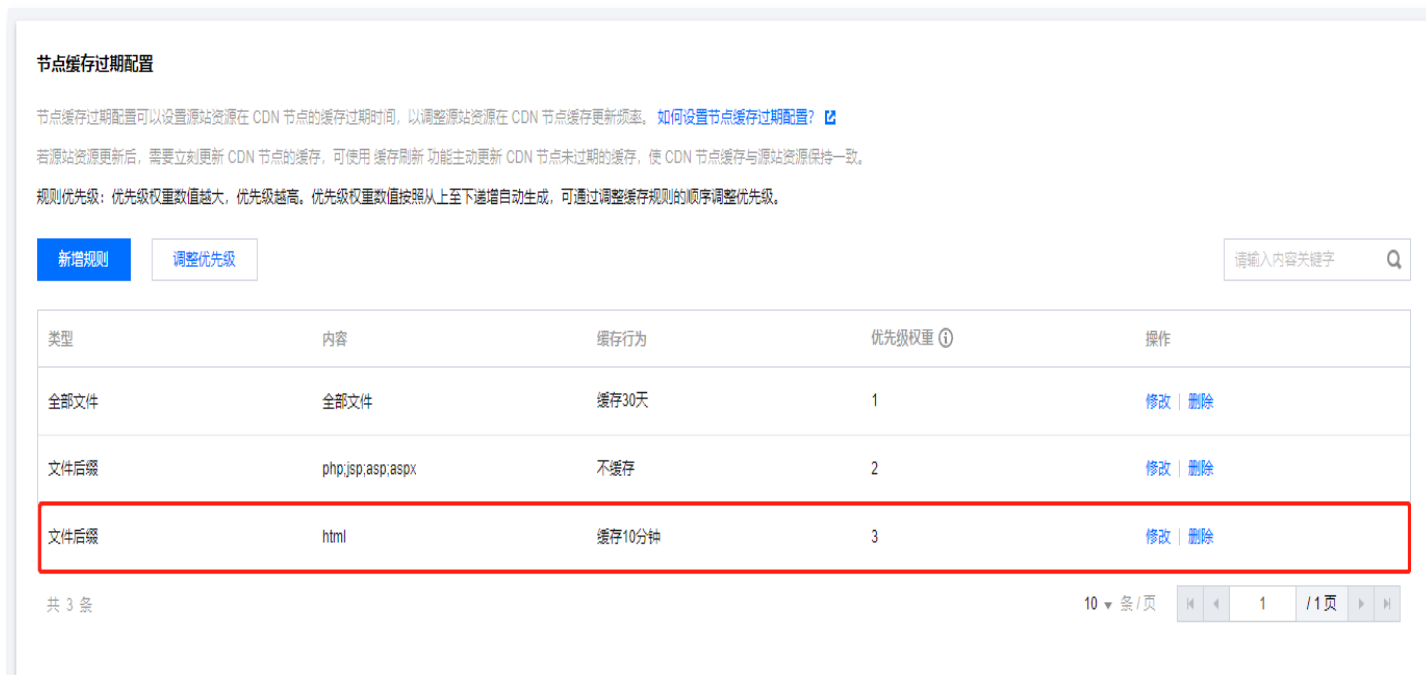 节点缓存过期配置
节点缓存过期配置可以设置源站资源在 CDN 节点的缓存过期时间，以调整源站资源在 CDN 节点缓存更新频率。 如何设置节点缓存过期配置？
若源站资源更新后，需要立刻更新 CDN 节点的缓存，可使用 缓存刷新 功能主动更新 CDN 节点未过期的缓存，使 CDN 节点缓存与源站资源保持一致。
规则优先级：优先级权重数值越大，优先级越高。优先级权重数值按照从上至下递增自动生成，可通过调整缓存规则的顺序调整优先级。
新增规则 调整优先级 请输入内容关键字
类型 内容 缓存行为 优先级权重 操作
全部文件 全部文件 缓存30天 1 修改 删除
文件后缀 php;jsp;asp;aspx 不缓存 2 修改 删除
文件后缀 html 缓存10分钟 3 修改 删除
共 3 条 10 条 / 页 1 / 1 页